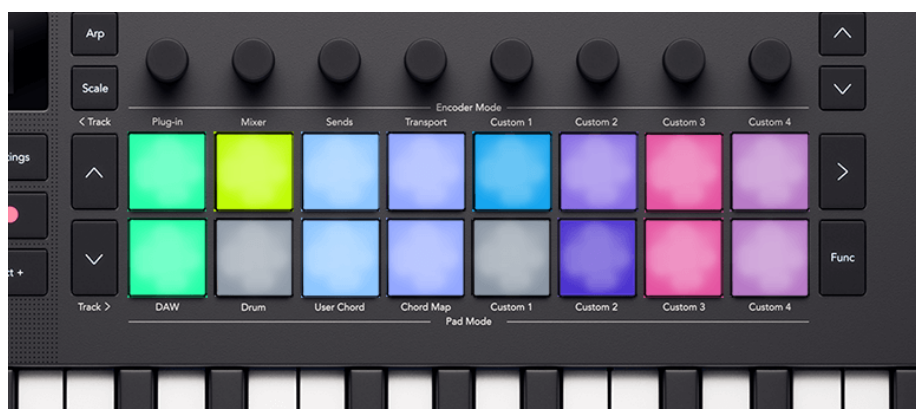 Arp
Scale
Encoder Mode
< Track Plug-in Mixer Sends Transport Custom 1 Custom 2 Custom 3 Custom 4
Func
Track > DAW Drum User Chord Chord Map Custom 1 Custom 2 Custom 3 Custom 4
Pad Mode